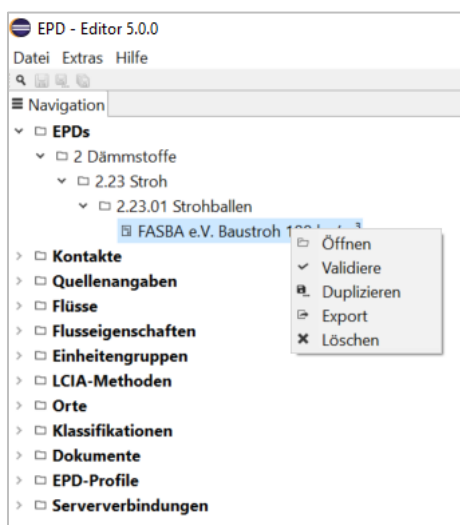 EPD - Editor 5.0.0
Datei Extras Hilfe
Navigation
EPDs
2 Dämmstoffe
2.23 Stroh
2.23.01 Strohballen
FASBA e.V. Baustroh
Öffnen
Validiere
Duplizieren
Export
Löschen
Kontakte
Quellenangaben
Flüsse
Flusseigenschaften
Einheitengruppen
LCIA-Methoden
Orte
Klassifikationen
Dokumente
EPD-Profile
Serververbindungen